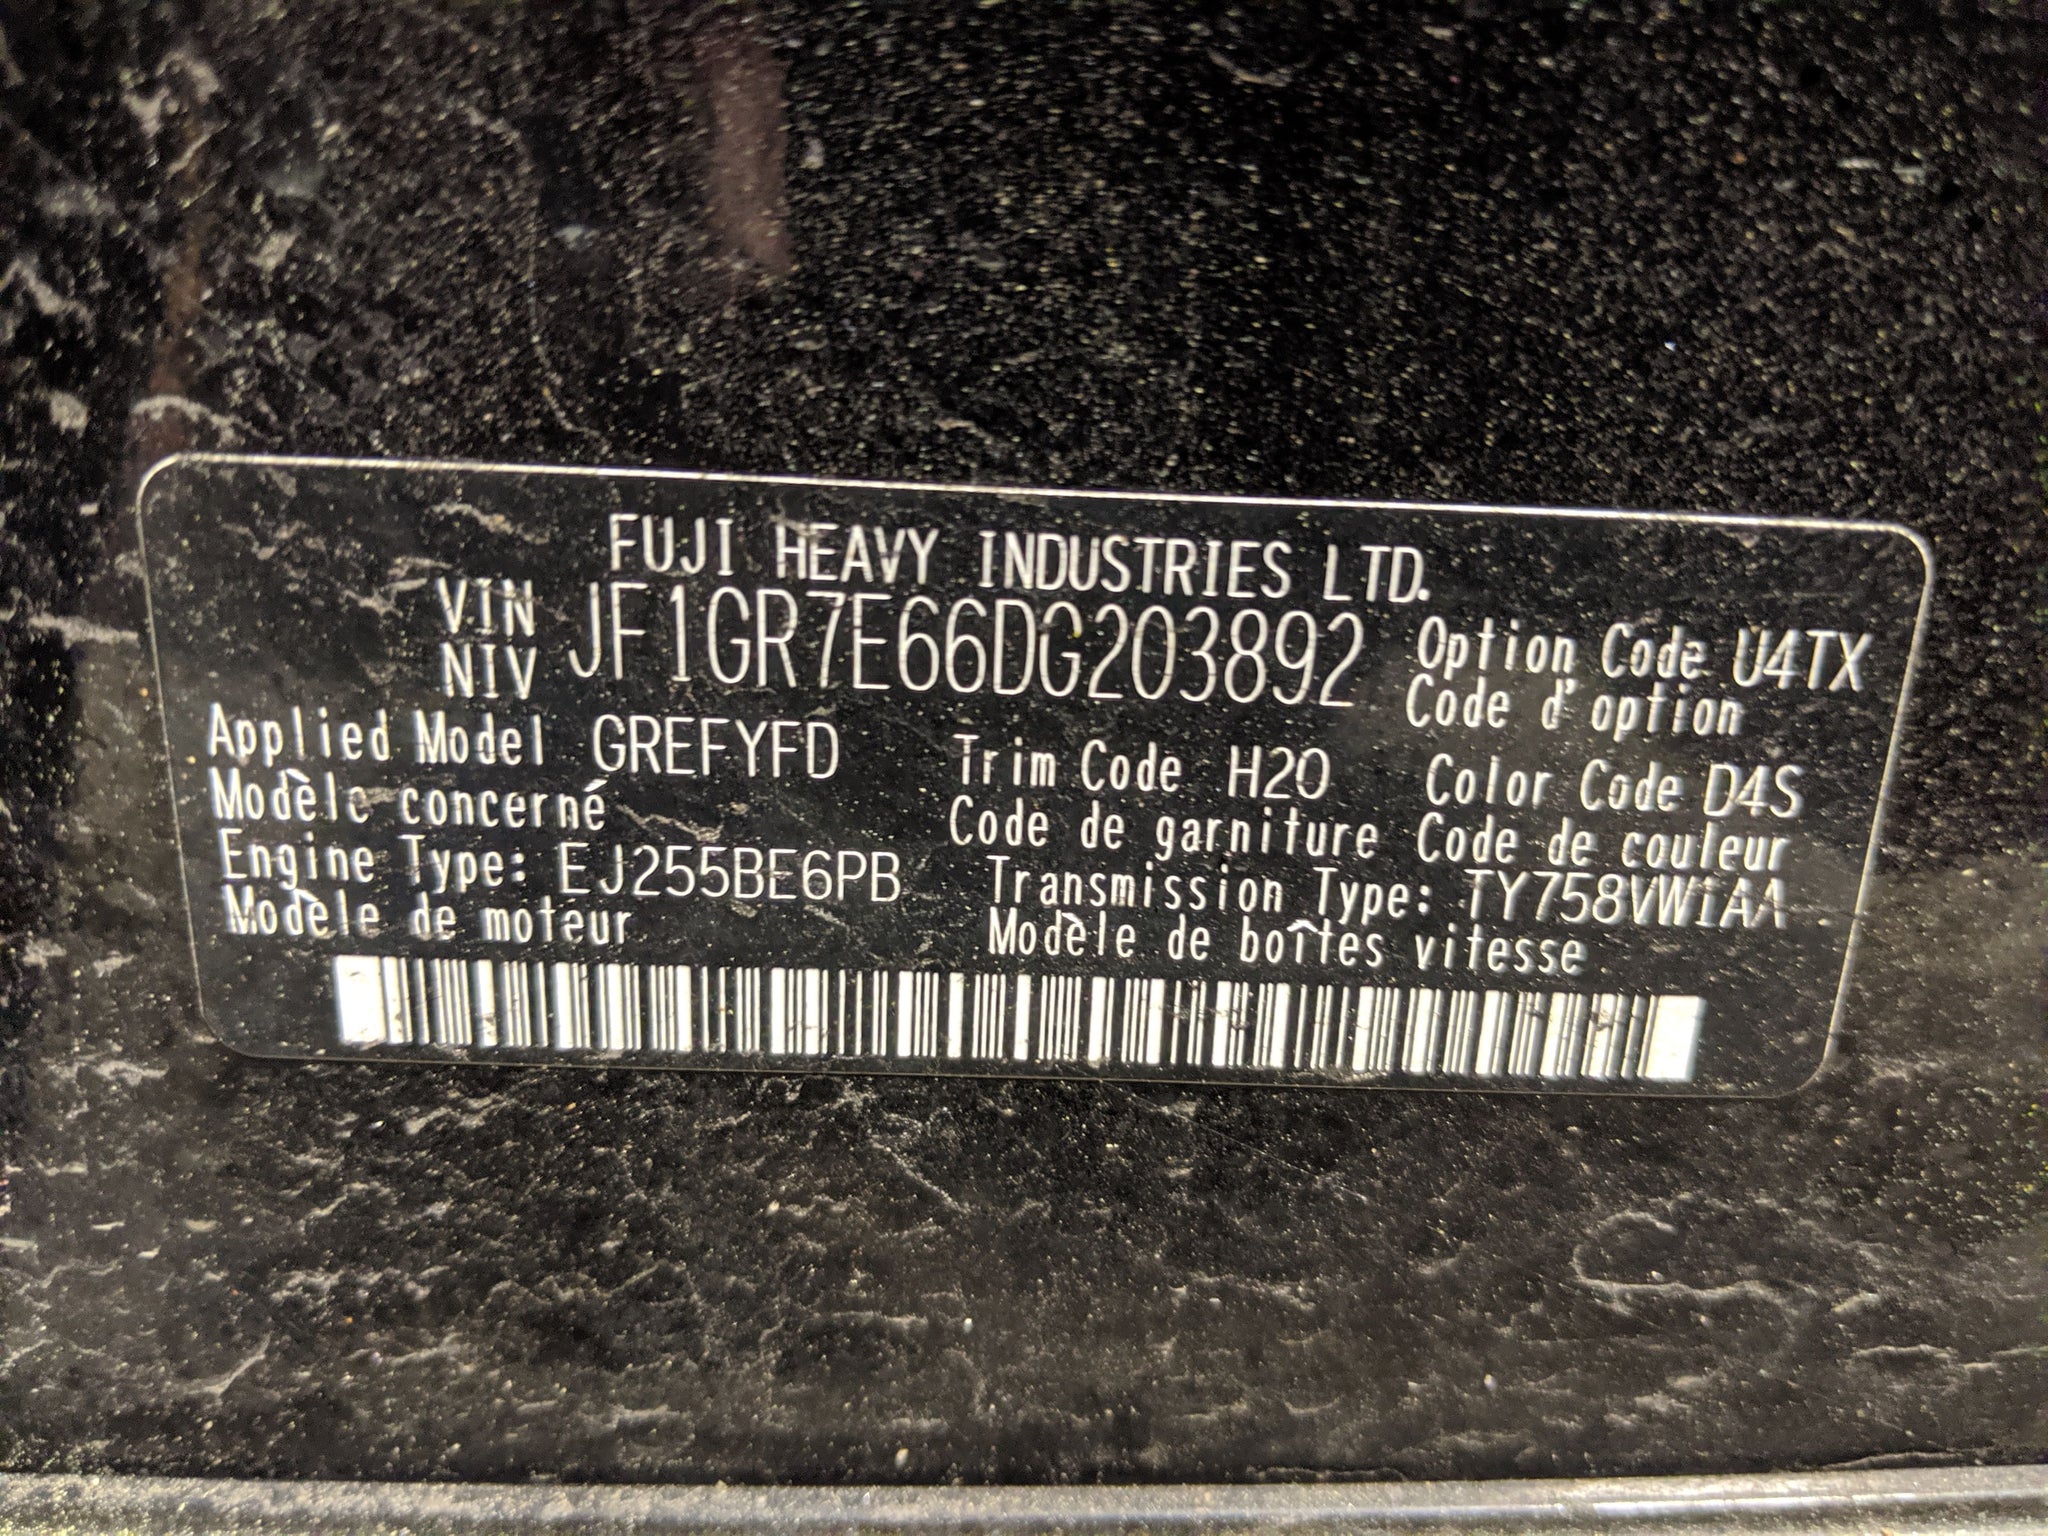 FUJI HEAVY INDUSTRIES LTD.
VIN JF1GR7E66DG203892 Option Code U4TX
NIV Code d'option
Applied Model GREFYFD Trim Code H20 Color Code D4S
Modèle concerné Code de garniture Code de couleur
Engine Type: EJ255BE6PB Transmission Type: TY758VW1AA
Modèle de moteur Modèle de boîtes vitesse